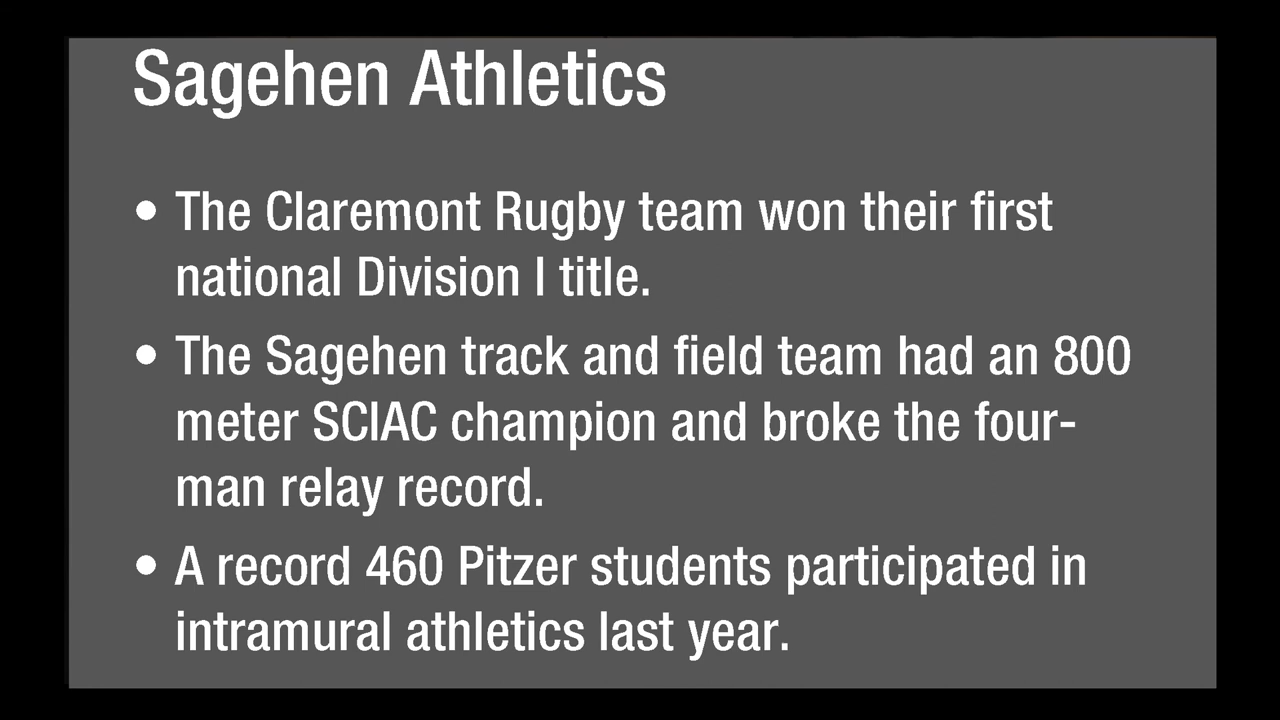 Sagehen Athletics
• The Claremont Rugby team won their first
national Division I title.
• The Sagehen track and field team had an 800
meter SCIAC champion and broke the four-
man relay record.
• A record 460 Pitzer students participated in
intramural athletics last year.